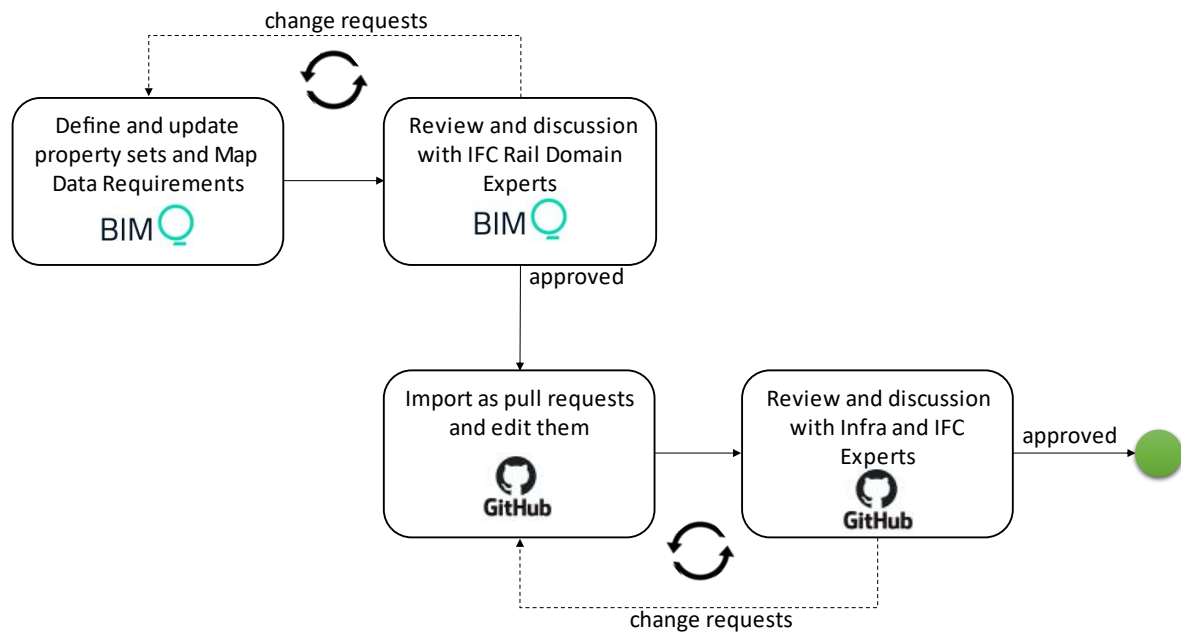 change requests
Define and update
property sets and Map
Data Requirements
BIMQ
Review and discussion
with IFC Rail Domain
Experts
BIMQ
approved
Import as pull requests
and edit them
GitHub
Review and discussion
with Infra and IFC
Experts
GitHub
approved
change requests